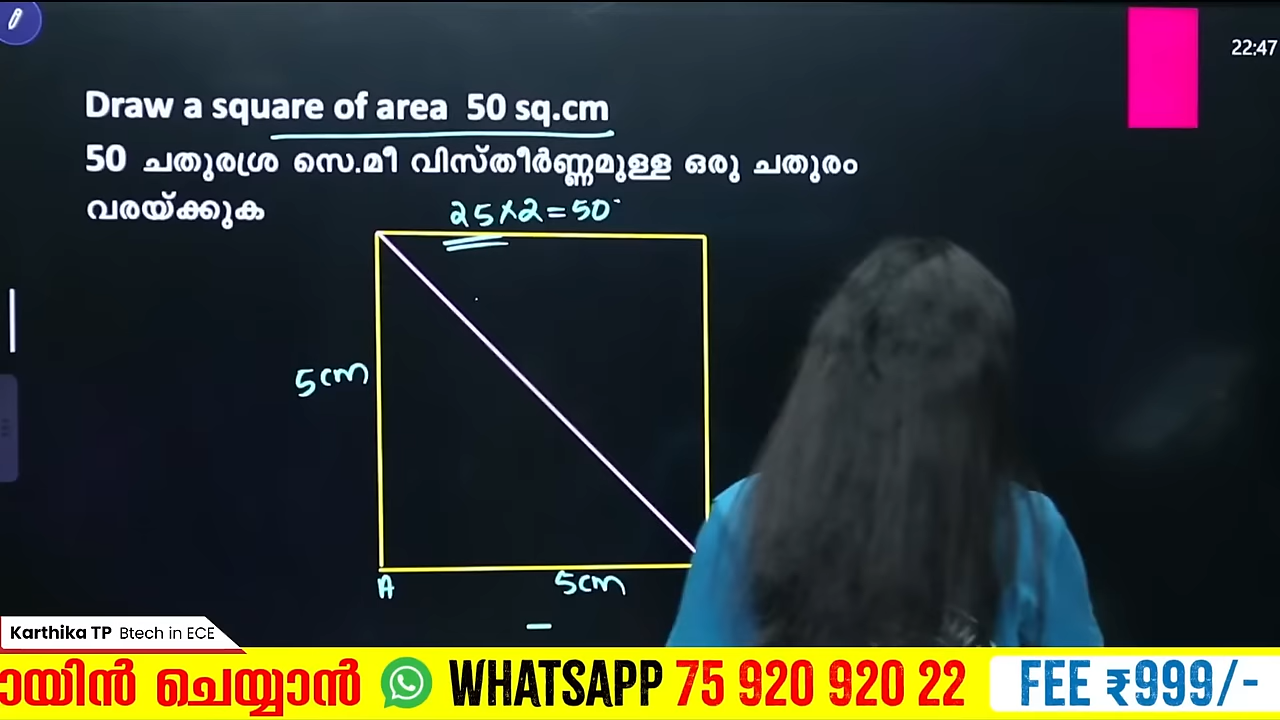 22:47
Draw a square of area 50 sq.cm
50 ചതുരശ്ര സെ.മീ വിസ്തീർണ്ണമുള്ള ഒരു ചതുരം
വരയ്ക്കുക
25×2=50
5cm
A
5cm
Karthika TP Btech in ECE
ായിൻ ചെയ്യാൻ WHATSAPP 75 920 920 22 FEE ₹999/-